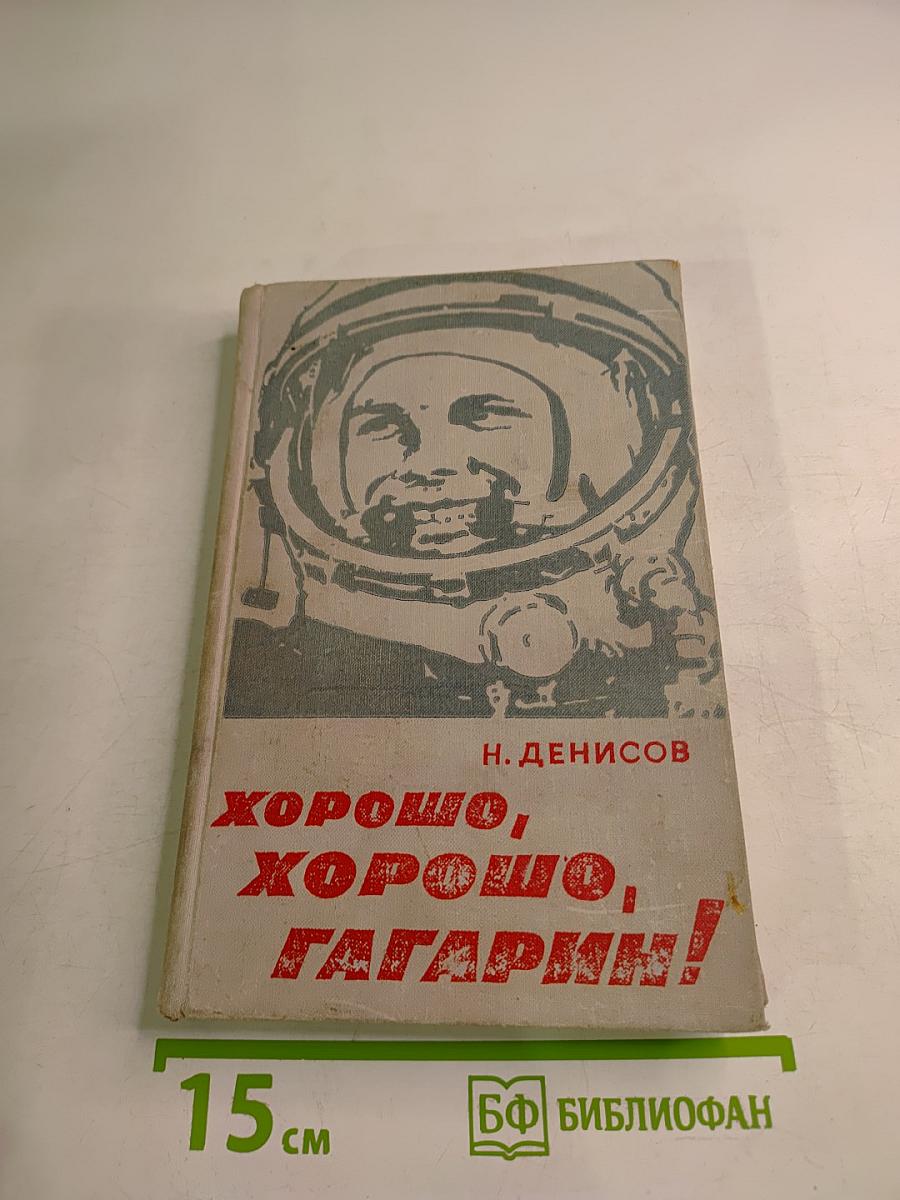 Н. ДЕНИСОВ
ХОРОШО,
ХОРОШО,
ГАГАРИН!
15 см
БФ БИБЛИОФАН